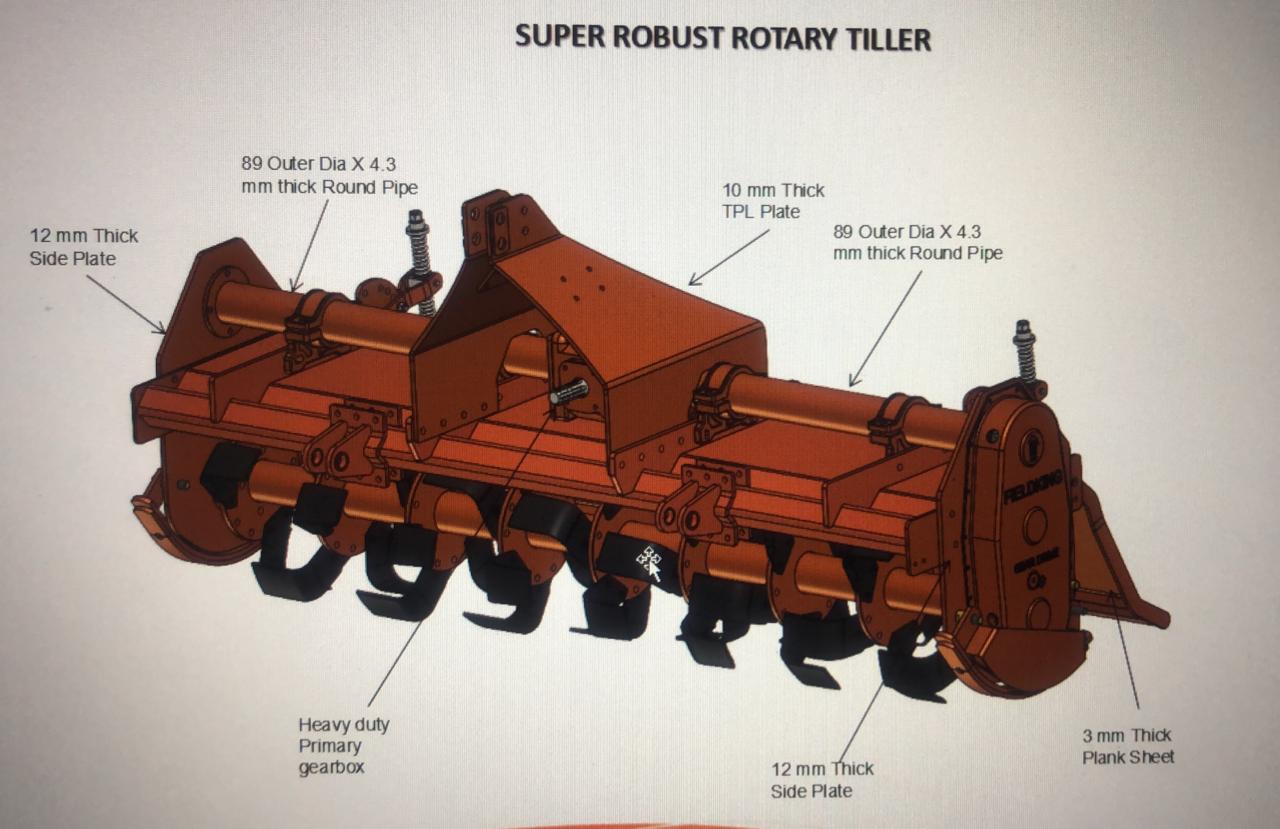 SUPER ROBUST ROTARY TILLER
89 Outer Dia X 4.3
mm thick Round Pipe
10 mm Thick
TPL Plate
12 mm Thick
Side Plate
89 Outer Dia X 4.3
mm thick Round Pipe
FIELDKING
GEAR DRIVE
Heavy duty
Primary
gearbox
12 mm Thick
Side Plate
3 mm Thick
Plank Sheet